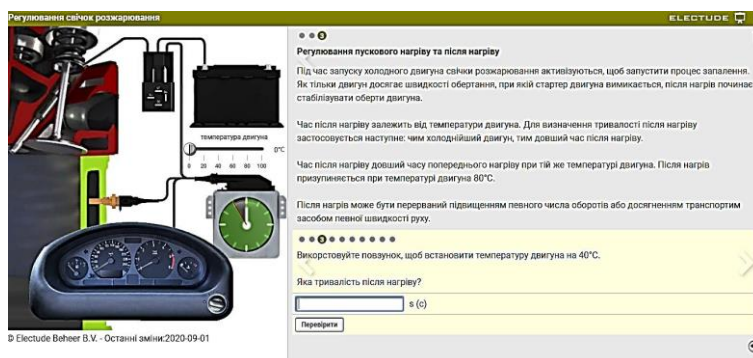 Регулювання свічок розжарювання
ELECTUDE
3
Регулювання пускового нагріву та після нагріву
Під час запуску холодного двигуна свічки розжарювання активізуються, щоб запустити процес запалення.
Як тільки двигун досягає швидкості обертання, при якій стартер двигуна вимикається, після нагрів починає
стабілізувати оберти двигуна.
Час після нагріву залежить від температури двигуна. Для визначення тривалості після нагріву
застосовується наступне: чим холодніший двигун, тим довший час після нагріву.
Час після нагріву довший часу попереднього нагріву при тій же температурі двигуна. Після нагрів
призупиняється при температурі двигуна 80°C.
Після нагрів може бути перерваний підвищенням певного числа оборотів або досягненням транспортим
засобом певної швидкості руху.
температура двигуна
0°C
0 20 40 60 80 100
3
Використовуйте повзунок, щоб встановити температуру двигуна на 40°C.
Яка тривалість після нагріву?
s (с)
Перевірити
© Electude Beheer B.V. - Останні зміни:2020-09-01